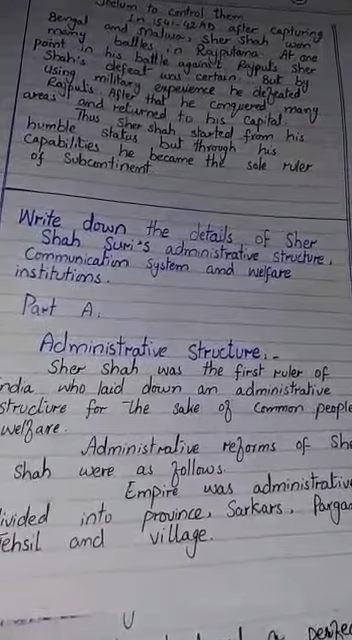 Jhelum to control them
In 1541-42 AD after capturing
Bengal and Malwa, Sher Shah won
many battles in Rajputana. At one
point in his battle against Rajputs Sher
Shah's defeat was certain. But by
using military experience he defeated
Rajputs. After that he conquered many
areas and returned to his capital.
Thus Sher shah started from his
humble status but through his
capabilities he became the sole ruler
of Subcontinent.
Write down the details of Sher
Shah Suri's administrative structure,
Communication System and welfare
institutions.
Part A.
Administrative Structure:-
Sher Shah was the first ruler of
India who laid down an administrative
structure for the sake of common people
welfare.
Administrative reforms of She
Shah were as follows.
Empire was administrative
divided into province, Sarkars, Pargan
Tehsil and village.